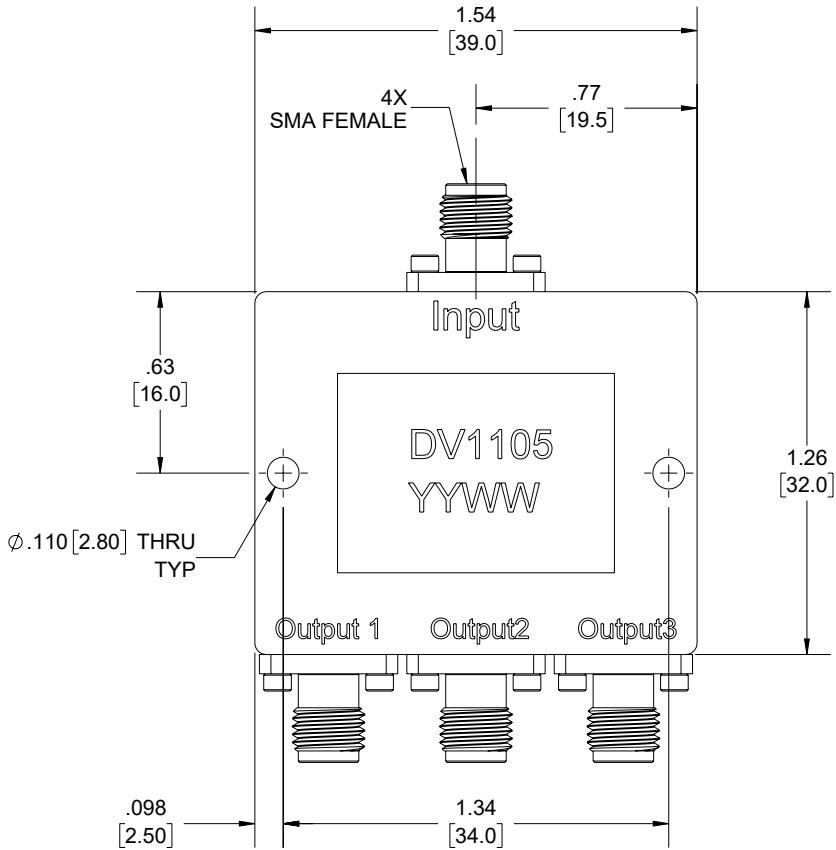 1.54
[39.0]
4X
SMA FEMALE
.77
[19.5]
Input
.63
[16.0]
DV1105
YYWW
1.26
[32.0]
⌀.110[2.80] THRU
TYP
Output 1
Output2
Output3
.098
[2.50]
1.34
[34.0]